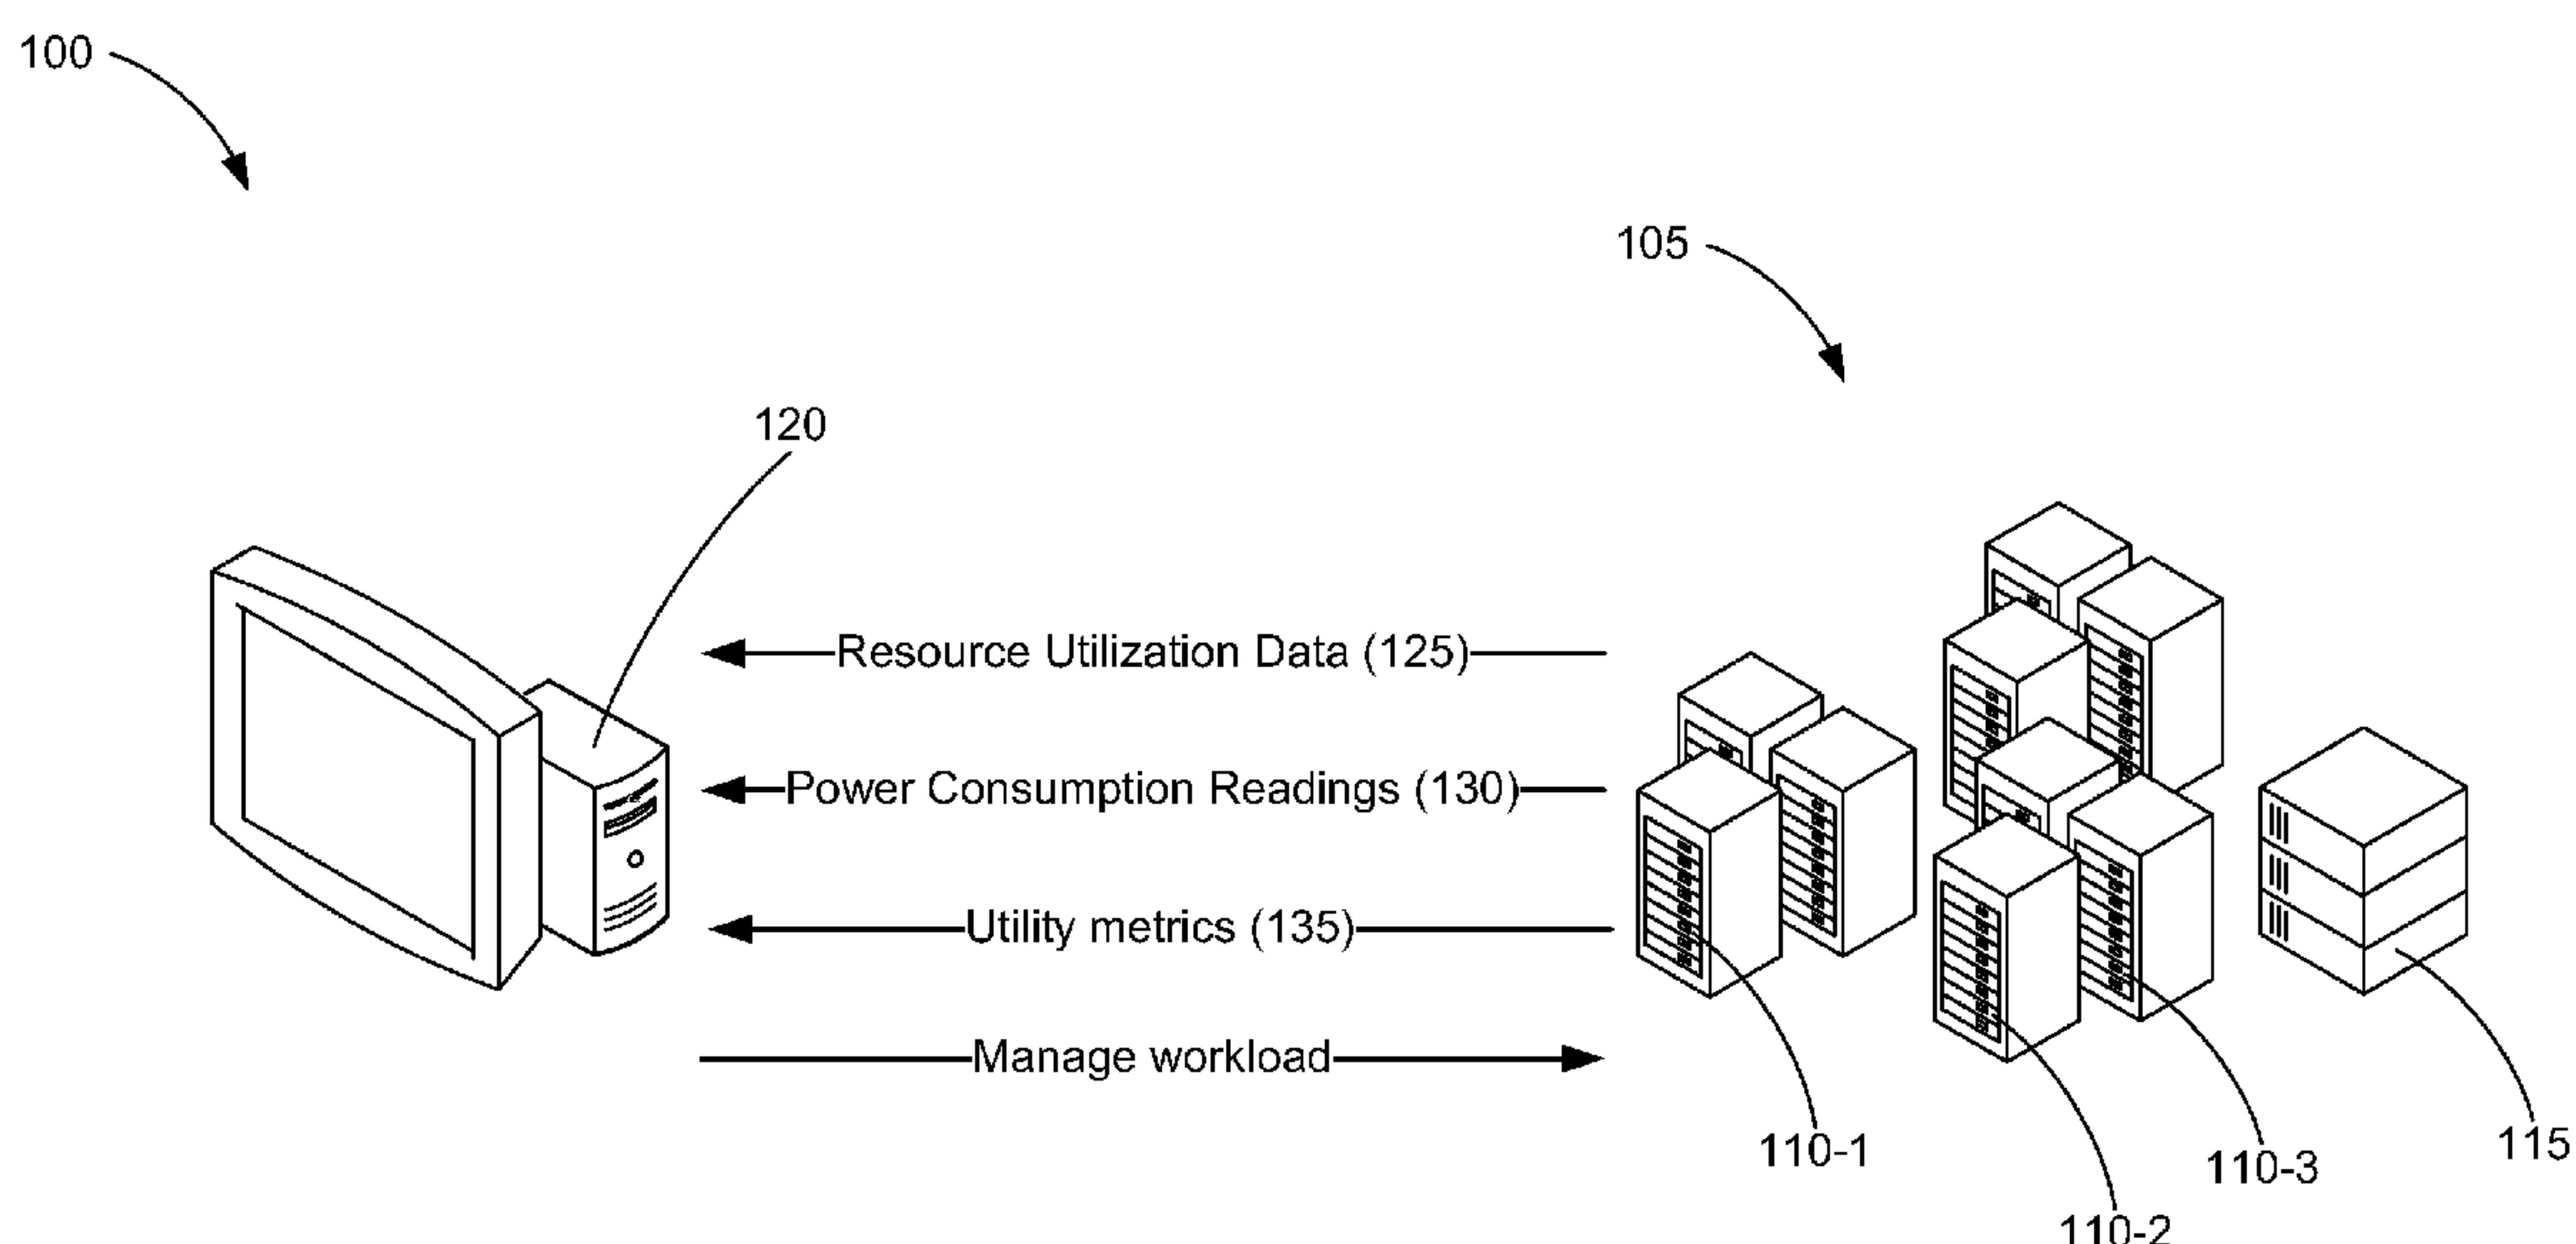 100
105
120
Resource Utilization Data (125)
Power Consumption Readings (130)
Utility metrics (135)
Manage workload
110-1
110-3
115
110-2